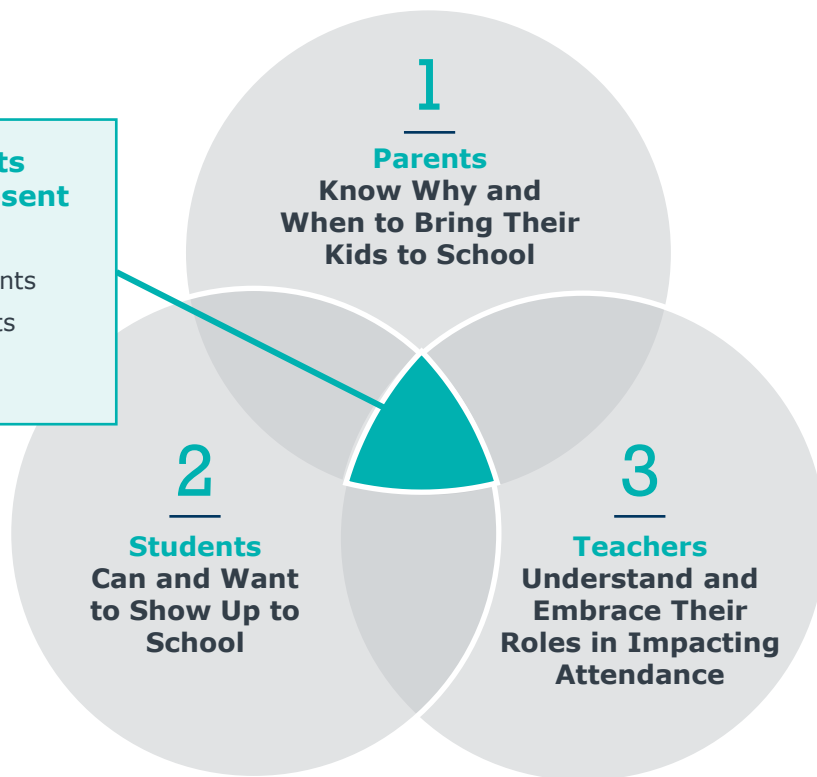 1
Parents
Know Why and
When to Bring Their
Kids to School
2
Students
Can and Want
to Show Up to
School
3
Teachers
Understand and
Embrace Their
Roles in Impacting
Attendance